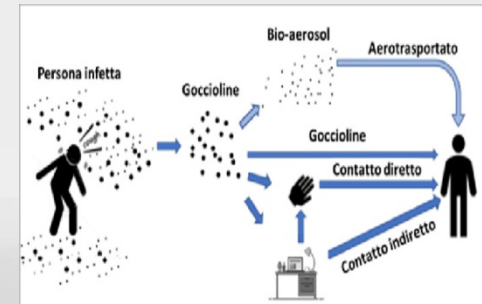 Bio-aerosol
Aerotrasportato
Persona infetta
Goccioline
Goccioline
Contatto diretto
Contatto indiretto